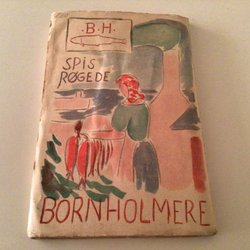 .B.H.
SPIS
RØGEDE
BORNHOLMERE